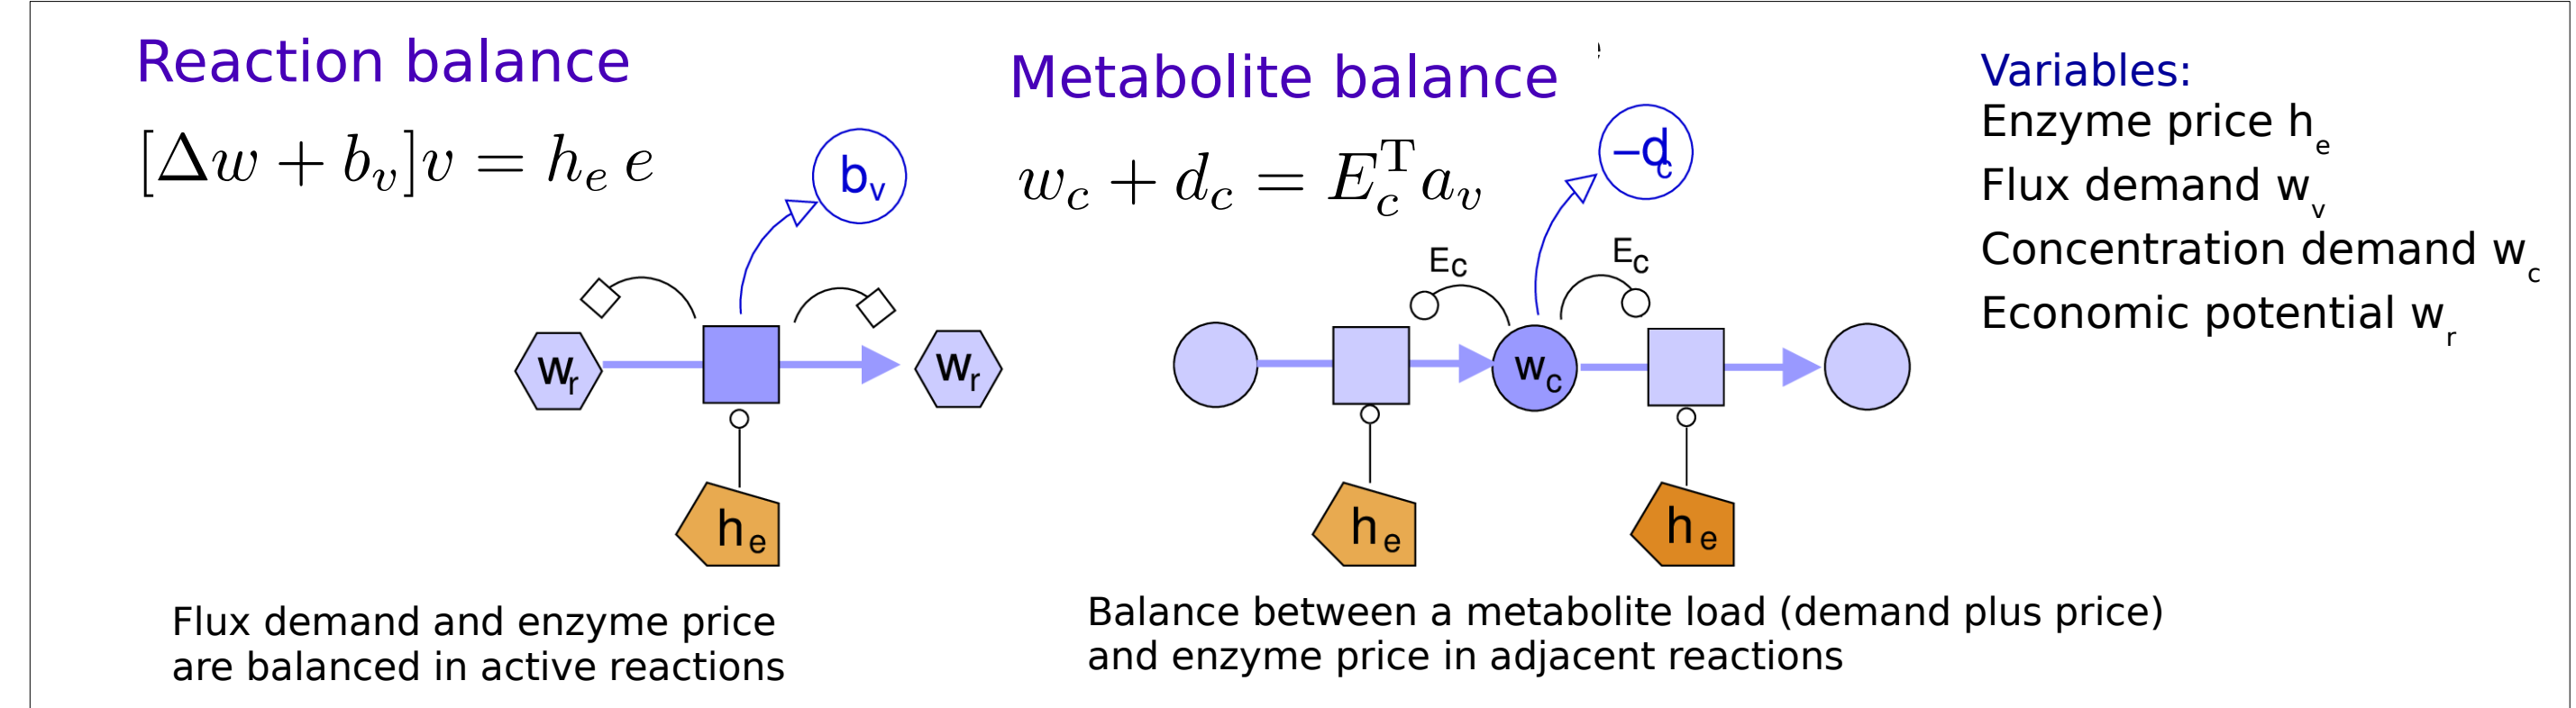 Reaction balance
[Δw + b_v]v = h_e e
b_v
w_r
w_r
h_e
Flux demand and enzyme price
are balanced in active reactions
Metabolite balance
w_c + d_c = E_c^T a_v
–d_c
E_c
E_c
w_c
h_e
h_e
Balance between a metabolite load (demand plus price)
and enzyme price in adjacent reactions
Variables:
Enzyme price h_e
Flux demand w_v
Concentration demand w_c
Economic potential w_r